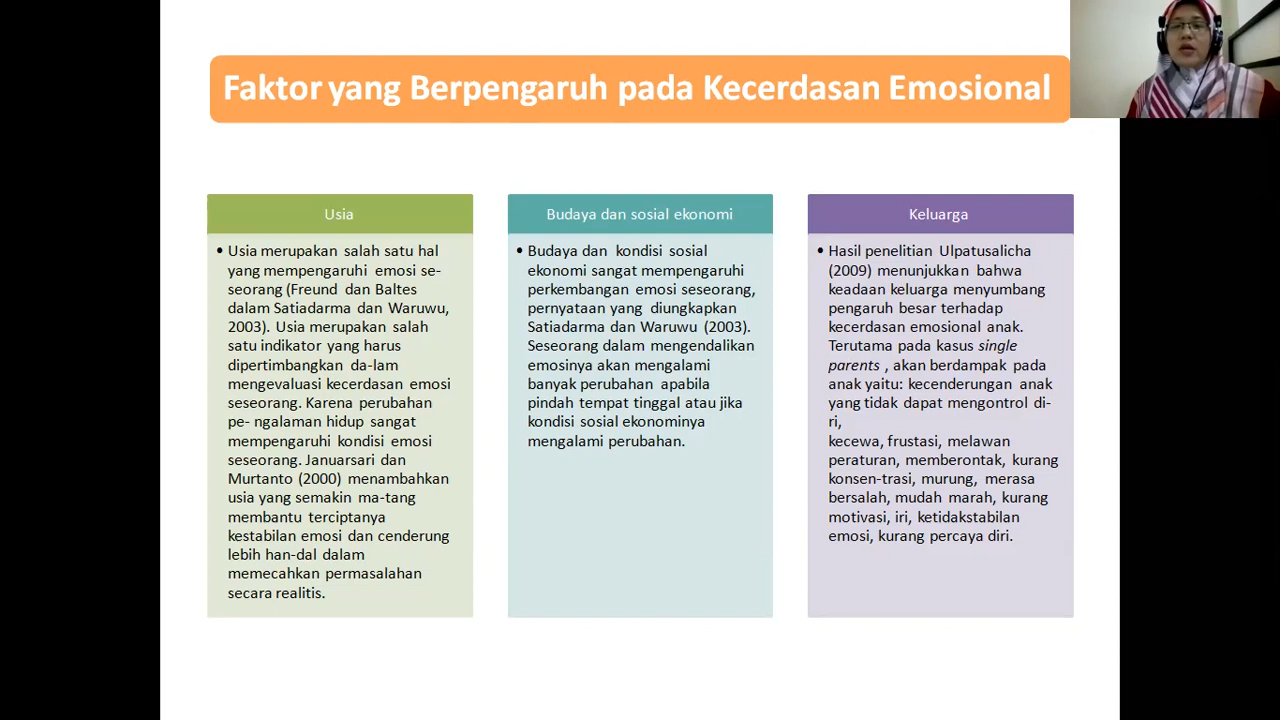 Faktor yang Berpengaruh pada Kecerdasan Emosional
Usia
• Usia merupakan salah satu hal
yang mempengaruhi emosi se-
seorang (Freund dan Baltes
dalam Satiadarma dan Waruwu,
2003). Usia merupakan salah
satu indikator yang harus
dipertimbangkan da-lam
mengevaluasi kecerdasan emosi
seseorang. Karena perubahan
pe- ngalaman hidup sangat
mempengaruhi kondisi emosi
seseorang. Januarsari dan
Murtanto (2000) menambahkan
usia yang semakin ma-tang
membantu terciptanya
kestabilan emosi dan cenderung
lebih han-dal dalam
memecahkan permasalahan
secara realitis.
Budaya dan sosial ekonomi
• Budaya dan kondisi sosial
ekonomi sangat mempengaruhi
perkembangan emosi seseorang,
pernyataan yang diungkapkan
Satiadarma dan Waruwu (2003).
Seseorang dalam mengendalikan
emosinya akan mengalami
banyak perubahan apabila
pindah tempat tinggal atau jika
kondisi sosial ekonominya
mengalami perubahan.
Keluarga
• Hasil penelitian Ulpatusalicha
(2009) menunjukkan bahwa
keadaan keluarga menyumbang
pengaruh besar terhadap
kecerdasan emosional anak.
Terutama pada kasus single
parents , akan berdampak pada
anak yaitu: kecenderungan anak
yang tidak dapat mengontrol di-
ri,
kecewa, frustasi, melawan
peraturan, memberontak, kurang
konsen-trasi, murung, merasa
bersalah, mudah marah, kurang
motivasi, iri, ketidakstabilan
emosi, kurang percaya diri.